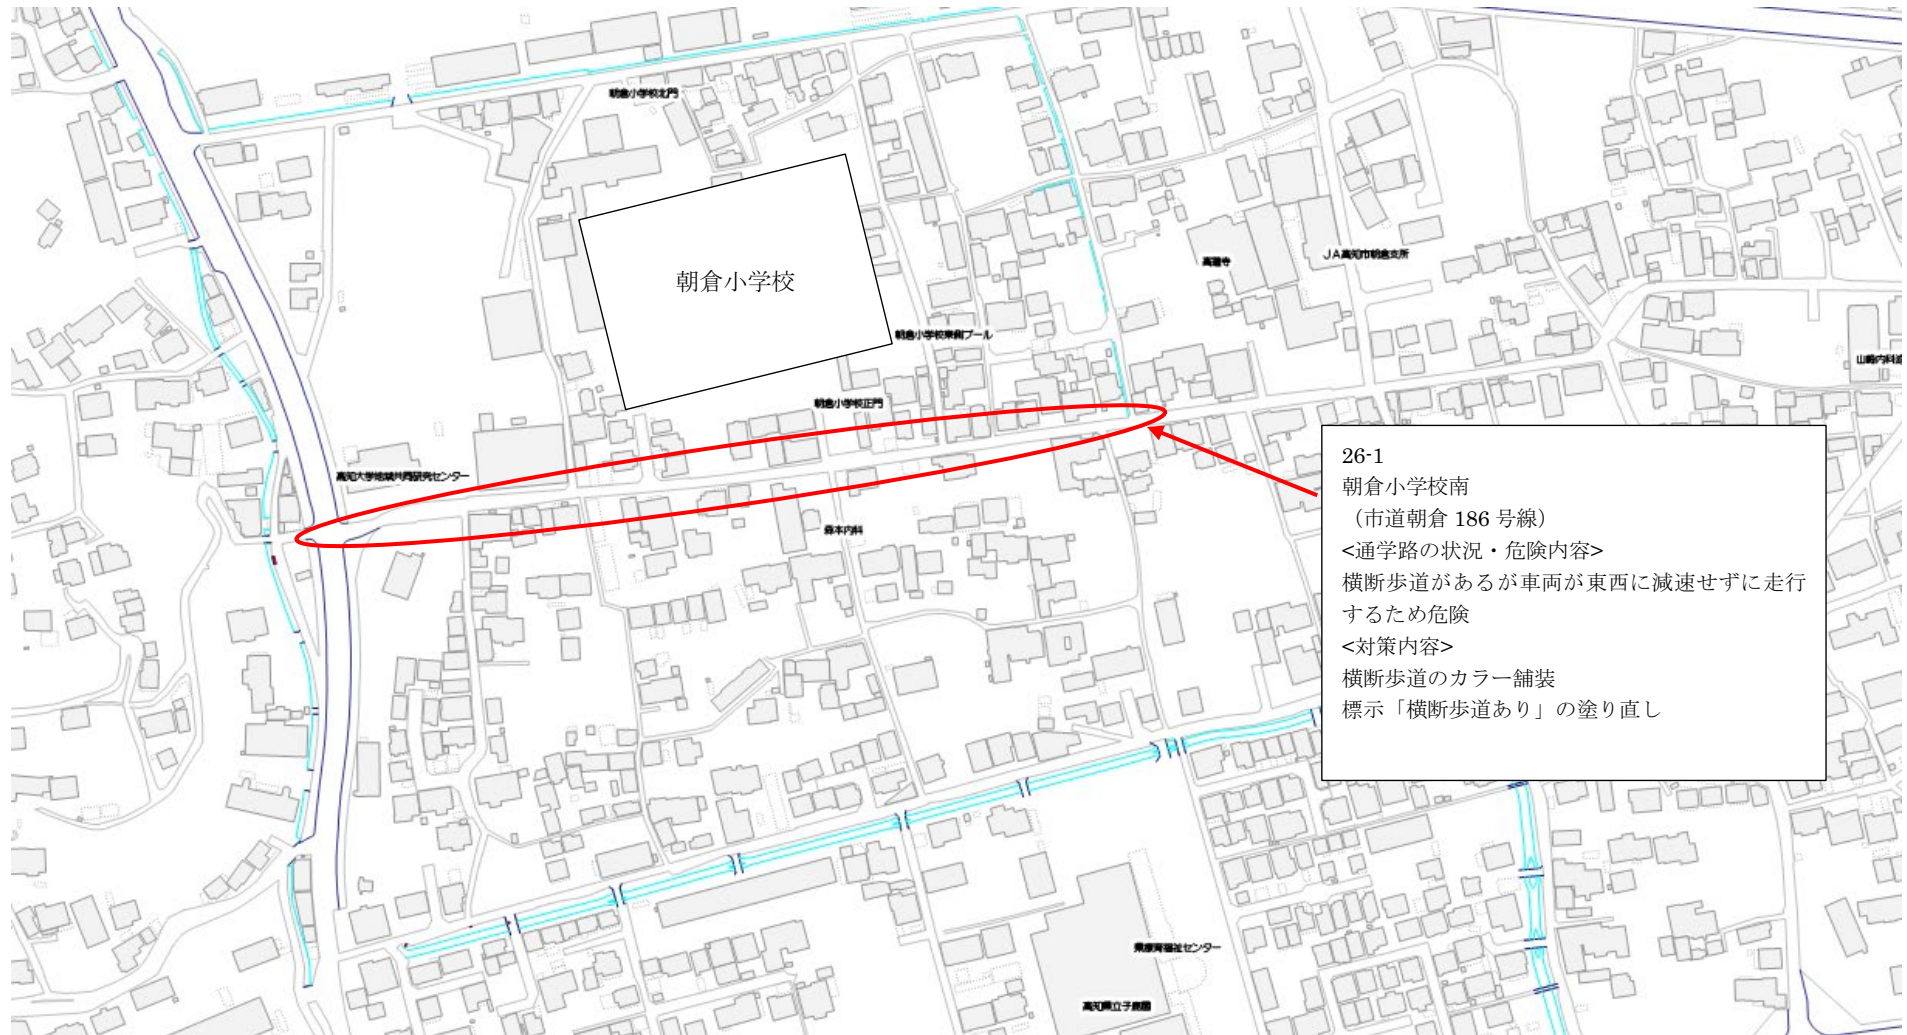 朝倉小学校北門
朝倉小学校
高蓮寺
JA高知市朝倉支所
朝倉小学校東側プール
山崎内科
朝倉小学校正門
高知大学地域共同研究センター
森本内科
26-1
朝倉小学校南
(市道朝倉 186 号線)
<通学路の状況・危険内容>
横断歩道があるが車両が東西に減速せずに走行
するため危険
<対策内容>
横断歩道のカラー舗装
標示「横断歩道あり」の塗り直し
県療育福祉センター
高知県立子鹿園